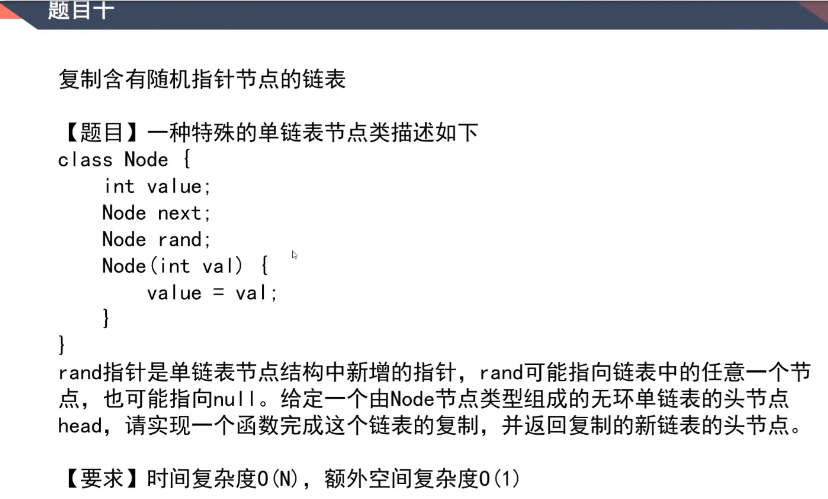 题目十
复制含有随机指针节点的链表
【题目】一种特殊的单链表节点类描述如下
class Node {
int value;
Node next;
Node rand;
Node(int val) {
value = val;
}
}
rand指针是单链表节点结构中新增的指针，rand可能指向链表中的任意一个节
点，也可能指向null。给定一个由Node节点类型组成的无环单链表的头节点
head，请实现一个函数完成这个链表的复制，并返回复制的新链表的头节点。
【要求】时间复杂度O(N)，额外空间复杂度O(1)